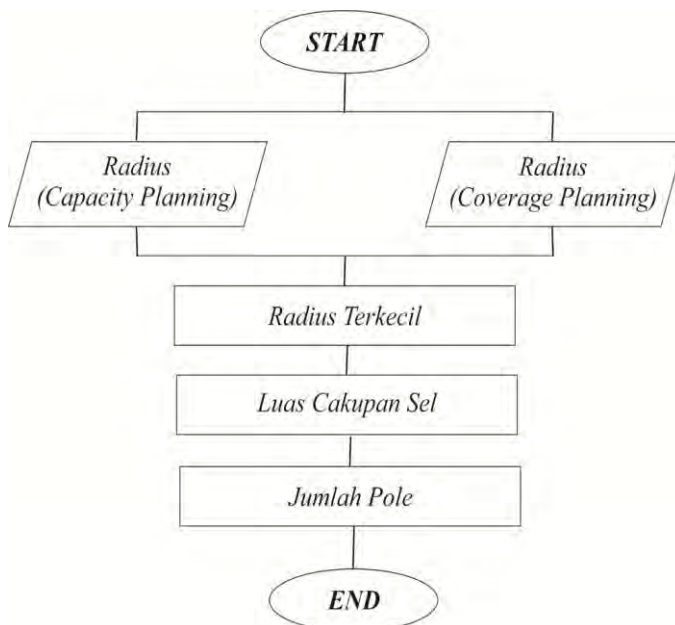 START
Radius
(Capacity Planning)
Radius
(Coverage Planning)
Radius Terkecil
Luas Cakupan Sel
Jumlah Pole
END